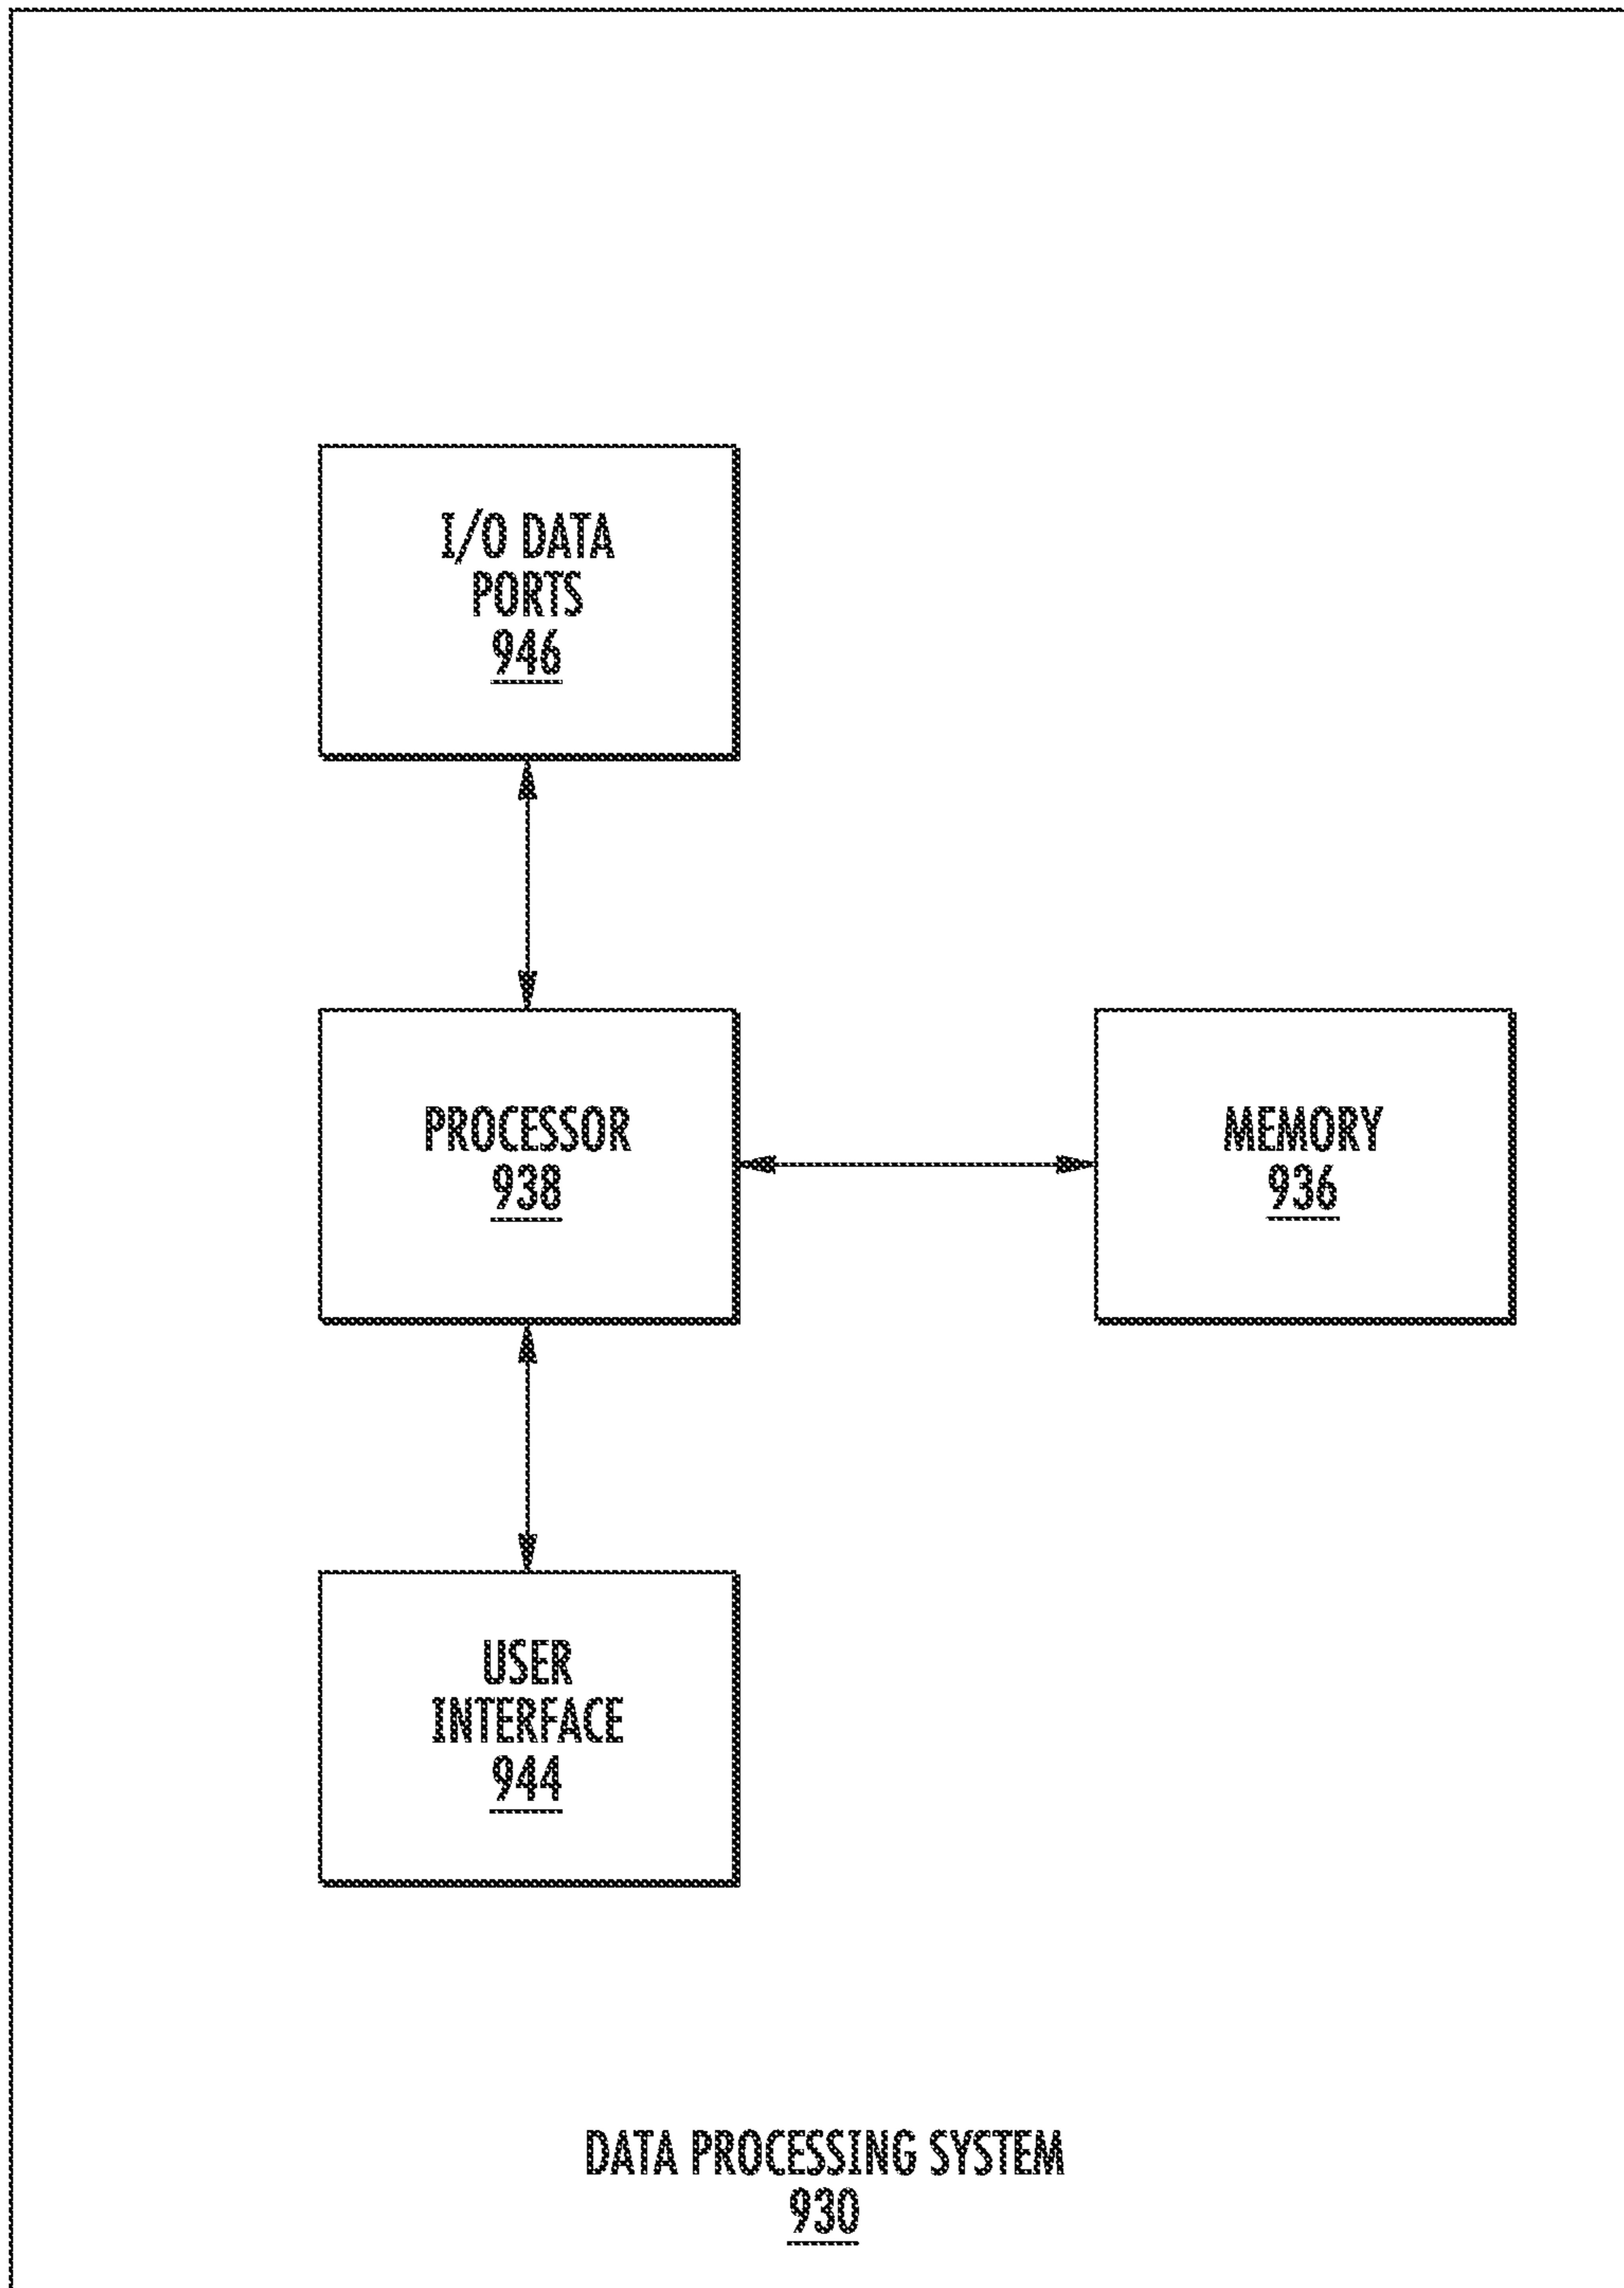 I/O DATA
PORTS
946
PROCESSOR
938
MEMORY
936
USER
INTERFACE
944
DATA PROCESSING SYSTEM
930